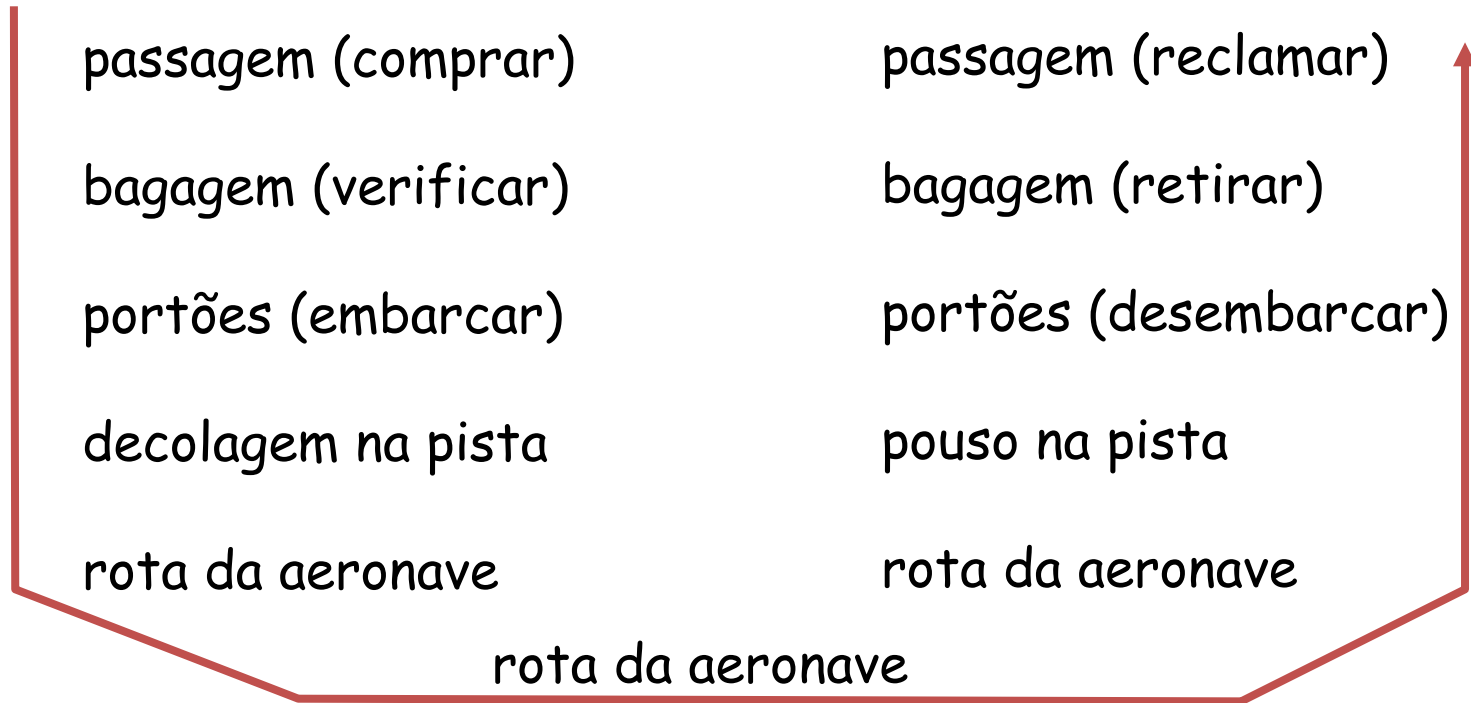 passagem (comprar)
bagagem (verificar)
portões (embarcar)
decolagem na pista
rota da aeronave
passagem (reclamar)
bagagem (retirar)
portões (desembarcar)
pouso na pista
rota da aeronave
rota da aeronave